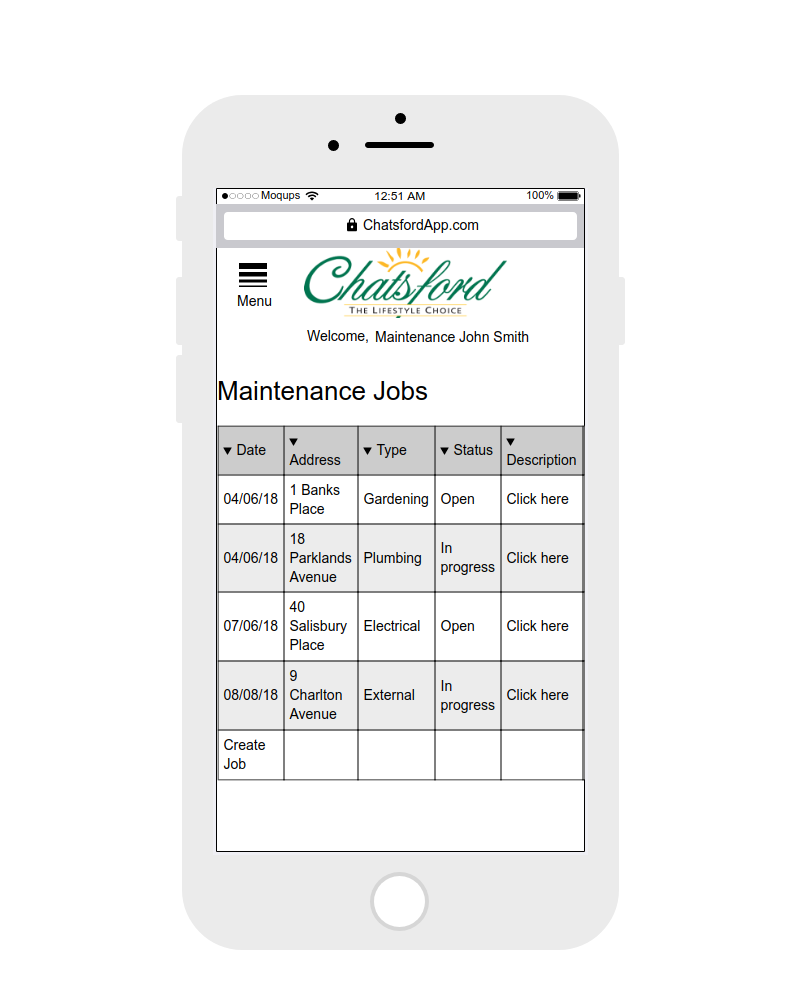 Moqups 12:51 AM 100%
ChatsfordApp.com
Menu
Chatsford
THE LIFESTYLE CHOICE
Welcome, Maintenance John Smith
Maintenance Jobs
▼ Date ▼ Address ▼ Type ▼ Status ▼ Description
04/06/18 1 Banks Place Gardening Open Click here
04/06/18 18 Parklands Avenue Plumbing In progress Click here
07/06/18 40 Salisbury Place Electrical Open Click here
08/08/18 9 Charlton Avenue External In progress Click here
Create Job